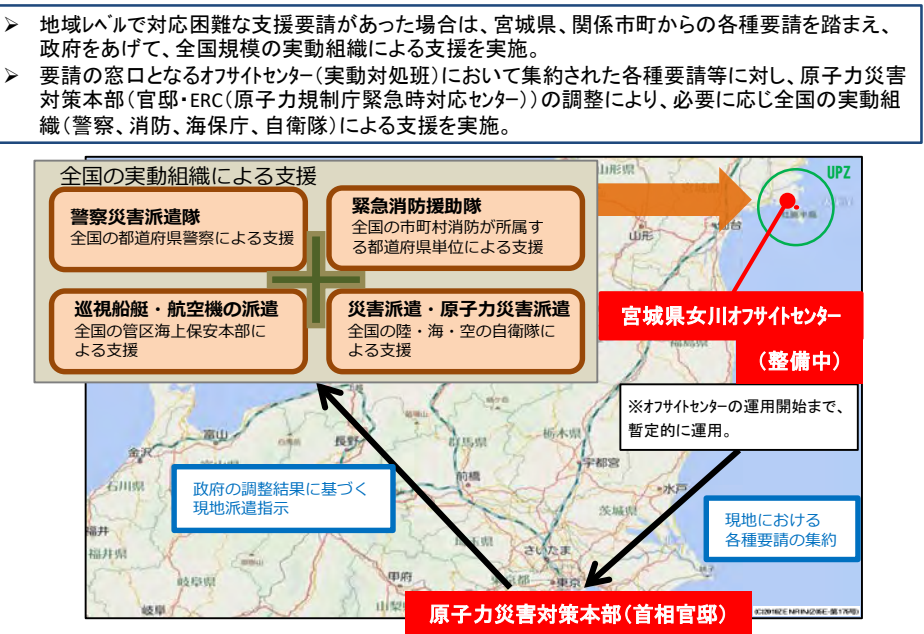 ➢ 地域ﾚﾍﾞﾙで対応困難な支援要請があった場合は、宮城県、関係市町からの各種要請を踏まえ、
政府をあげて、全国規模の実動組織による支援を実施。
➢ 要請の窓口となるｵﾌｻｲﾄｾﾝﾀｰ（実動対処班）において集約された各種要請等に対し、原子力災害
対策本部（官邸・ERC（原子力規制庁緊急時対応ｾﾝﾀｰ））の調整により、必要に応じ全国の実動組
織（警察、消防、海保庁、自衛隊）による支援を実施。
全国の実動組織による支援
警察災害派遣隊
全国の都道府県警察による支援
緊急消防援助隊
全国の市町村消防が所属す
る都道府県単位による支援
巡視船艇・航空機の派遣
全国の管区海上保安本部に
よる支援
災害派遣・原子力災害派遣
全国の陸・海・空の自衛隊に
よる支援
山形県
UPZ
山形
仙台
宮城県女川ｵﾌｻｲﾄｾﾝﾀｰ
（整備中）
福島県
※ｵﾌｻｲﾄｾﾝﾀｰの運用開始まで、
暫定的に運用。
富山
金沢
長野
群馬県
栃木県
宇都宮
前橋
水戸
石川県
茨城県
政府の調整結果に基づく
現地派遣指示
現地における
各種要請の集約
福井
福井県
さいたま
岐阜県
甲府
東京
岐阜
原子力災害対策本部（首相官邸）